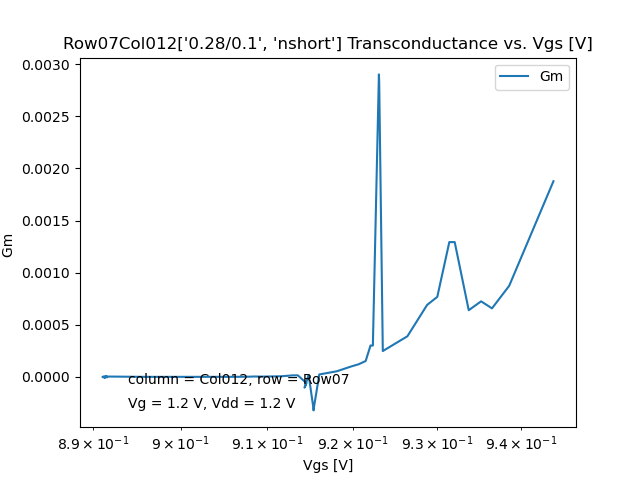 Row07Col012['0.28/0.1', 'nshort'] Transconductance vs. Vgs [V]
Gm
0.0030
0.0025
0.0020
0.0015
0.0010
0.0005
0.0000
Gm
column = Col012, row = Row07
Vg = 1.2 V, Vdd = 1.2 V
8.9 × 10⁻¹ 9 × 10⁻¹ 9.1 × 10⁻¹ 9.2 × 10⁻¹ 9.3 × 10⁻¹ 9.4 × 10⁻¹
Vgs [V]